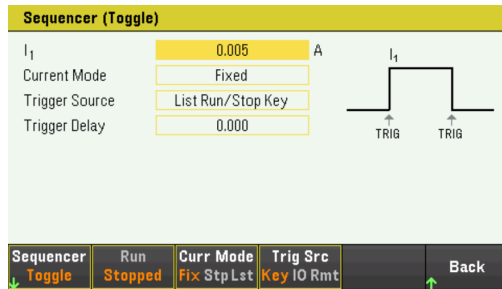 Sequencer (Toggle)
I₁ 0.005 A
Current Mode Fixed
Trigger Source List Run/Stop Key
Trigger Delay 0.000
I₁
TRIG TRIG
Sequencer Run Curr Mode Trig Src
Toggle Stopped Fix Stp Lst Key IO Rmt Back